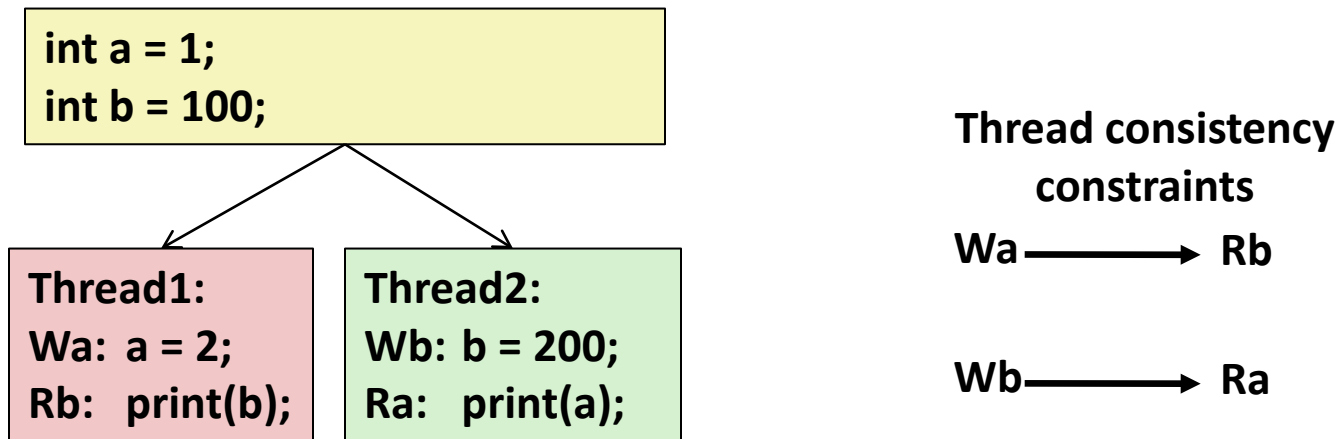 int a = 1;
int b = 100;
Thread1:
Wa: a = 2;
Rb: print(b);
Thread2:
Wb: b = 200;
Ra: print(a);
Thread consistency
constraints
Wa Rb
Wb Ra